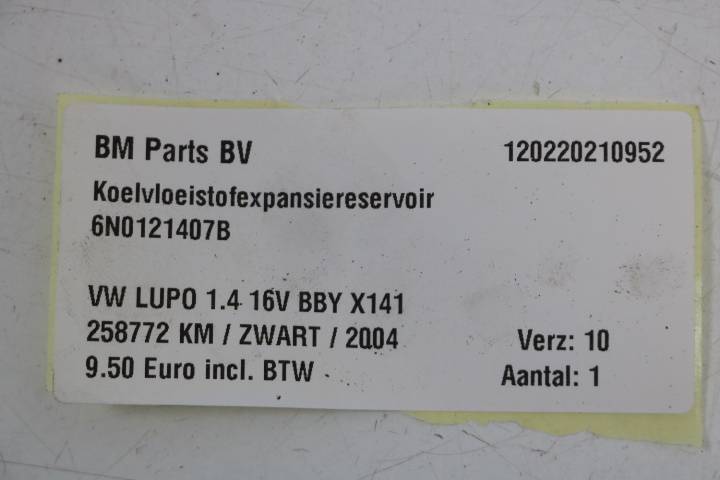 BM Parts BV 120220210952
Koelvloeistofexpansiereservoir
6N0121407B
VW LUPO 1.4 16V BBY X141
258772 KM / ZWART / 2004 Verz: 10
9.50 Euro incl. BTW Aantal: 1